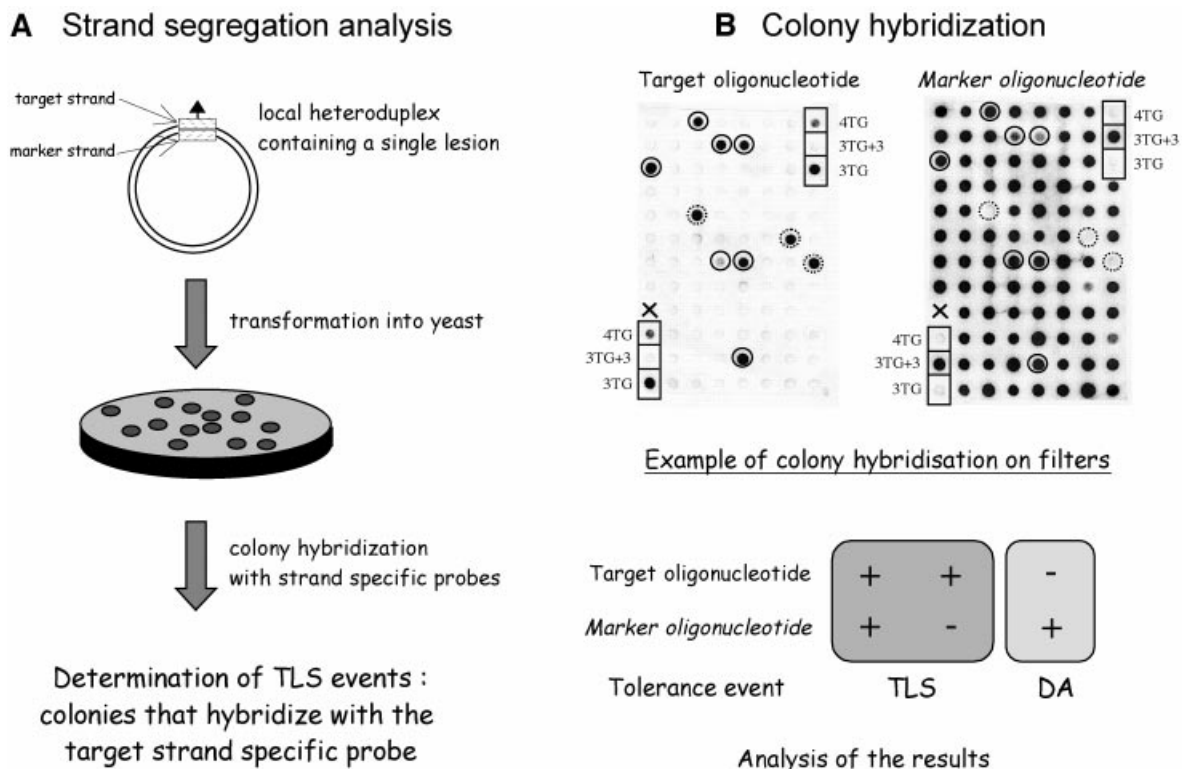 A Strand segregation analysis
target strand
marker strand
local heteroduplex
containing a single lesion
transformation into yeast
colony hybridization
with strand specific probes
Determination of TLS events :
colonies that hybridize with the
target strand specific probe
B Colony hybridization
Target oligonucleotide
4TG
3TG+3
3TG
4TG
3TG+3
3TG
Marker oligonucleotide
4TG
3TG+3
3TG
4TG
3TG+3
3TG
Example of colony hybridisation on filters
Target oligonucleotide + + -
Marker oligonucleotide + - +
Tolerance event TLS DA
Analysis of the results